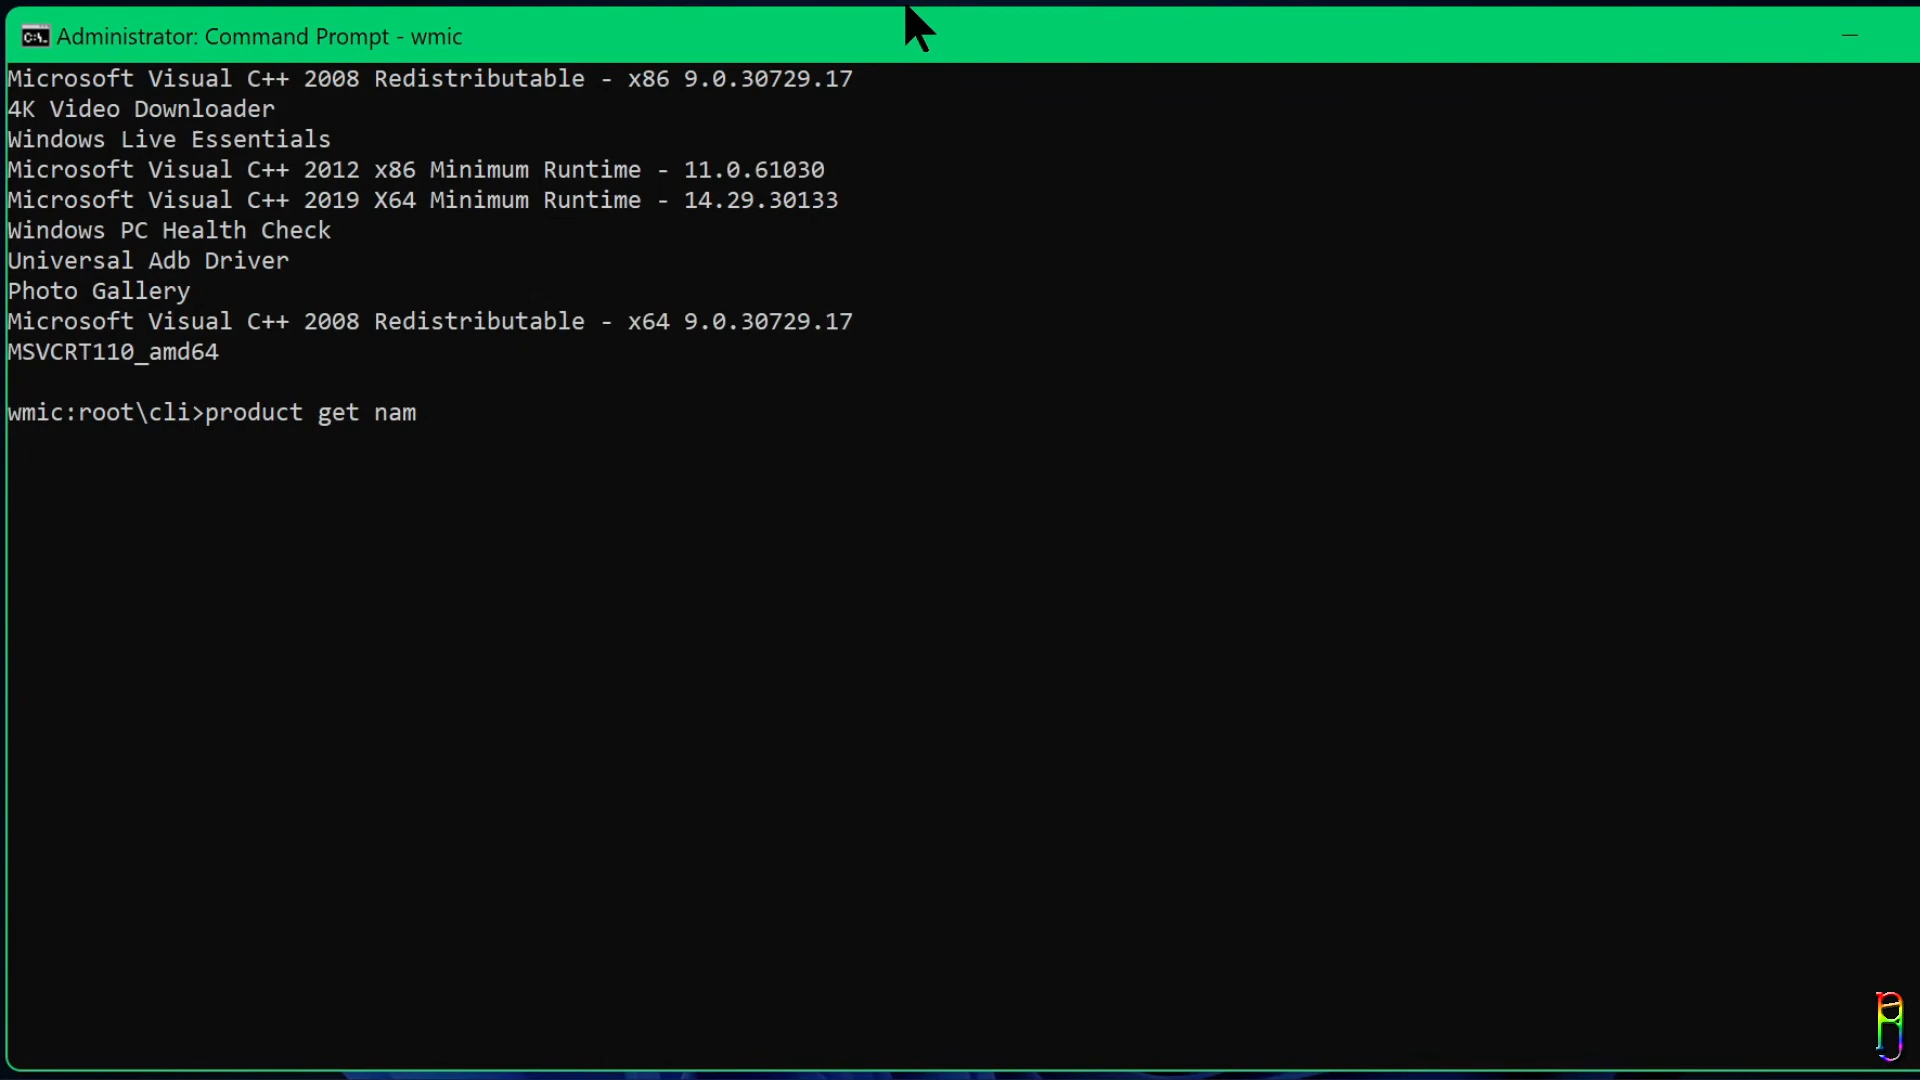 Administrator: Command Prompt - wmic
Microsoft Visual C++ 2008 Redistributable - x86 9.0.30729.17
4K Video Downloader
Windows Live Essentials
Microsoft Visual C++ 2012 x86 Minimum Runtime - 11.0.61030
Microsoft Visual C++ 2019 X64 Minimum Runtime - 14.29.30133
Windows PC Health Check
Universal Adb Driver
Photo Gallery
Microsoft Visual C++ 2008 Redistributable - x64 9.0.30729.17
MSVCRT110_amd64
wmic:root\cli>product get nam